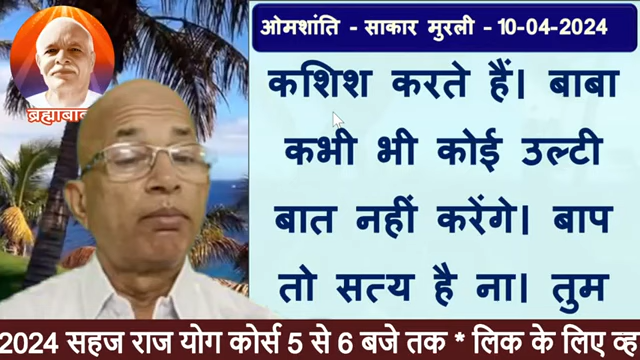 ओमशांति - साकार मुरली - 10-04-2024
ब्रह्माबा
कशिश करते हैं। बाबा
कभी भी कोई उल्टी
बात नहीं करेंगे। बाप
तो सत्य है ना। तुम
2024 सहज राज योग कोर्स 5 से 6 बजे तक * लिंक के लिए व्ह